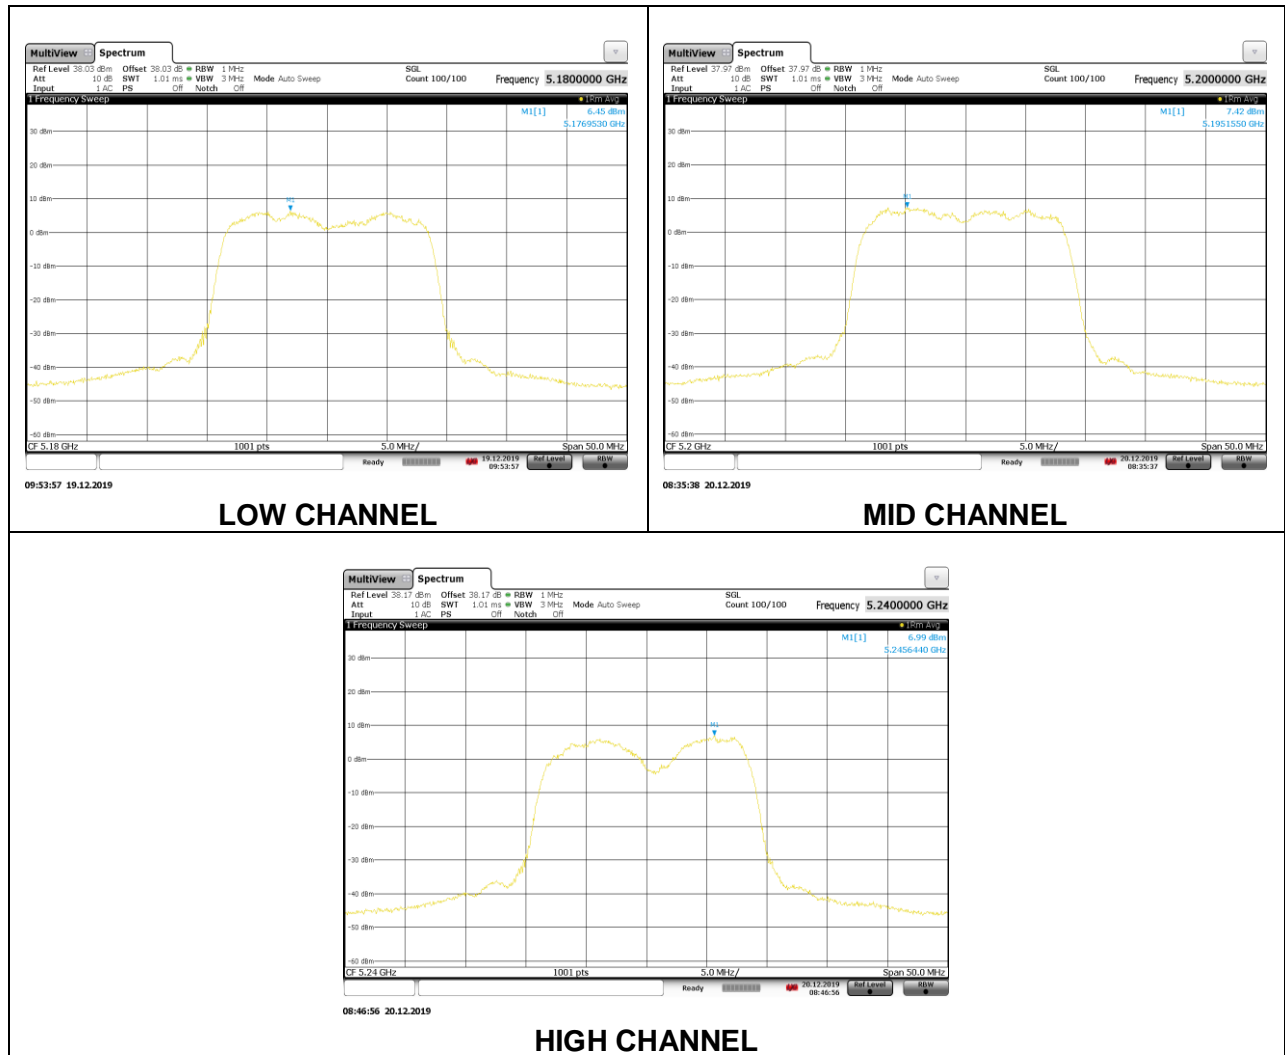 MultiView Spectrum
Ref Level 38.03 dBm Offset 38.03 dB RBW 1 MHz SGL
Att 10 dB SWT 1.01 ms VBW 3 MHz Mode Auto Sweep Count 100/100 Frequency 5.1800000 GHz
Input 1 AC PS Off Notch Off
1 Frequency Sweep 1Rm Avg
M1[1] 6.45 dBm
5.1769530 GHz
30 dBm
20 dBm
M1
10 dBm
0 dBm
-10 dBm
-20 dBm
-30 dBm
-40 dBm
-50 dBm
-60 dBm
CF 5.18 GHz 1001 pts 5.0 MHz/ Span 50.0 MHz
Ready 19.12.2019 09:53:57 Ref Level RBW
09:53:57 19.12.2019
LOW CHANNEL
MultiView Spectrum
Ref Level 37.97 dBm Offset 37.97 dB RBW 1 MHz SGL
Att 10 dB SWT 1.01 ms VBW 3 MHz Mode Auto Sweep Count 100/100 Frequency 5.2000000 GHz
Input 1 AC PS Off Notch Off
1 Frequency Sweep 1Rm Avg
M1[1] 7.42 dBm
5.1951550 GHz
30 dBm
20 dBm
M1
10 dBm
0 dBm
-10 dBm
-20 dBm
-30 dBm
-40 dBm
-50 dBm
-60 dBm
CF 5.2 GHz 1001 pts 5.0 MHz/ Span 50.0 MHz
Ready 20.12.2019 08:35:37 Ref Level RBW
08:35:38 20.12.2019
MID CHANNEL
MultiView Spectrum
Ref Level 38.17 dBm Offset 38.17 dB RBW 1 MHz SGL
Att 10 dB SWT 1.01 ms VBW 3 MHz Mode Auto Sweep Count 100/100 Frequency 5.2400000 GHz
Input 1 AC PS Off Notch Off
1 Frequency Sweep 1Rm Avg
M1[1] 6.99 dBm
5.2456440 GHz
30 dBm
20 dBm
10 dBm
M1
0 dBm
-10 dBm
-20 dBm
-30 dBm
-40 dBm
-50 dBm
-60 dBm
CF 5.24 GHz 1001 pts 5.0 MHz/ Span 50.0 MHz
Ready 20.12.2019 08:46:56 Ref Level RBW
08:46:56 20.12.2019
HIGH CHANNEL